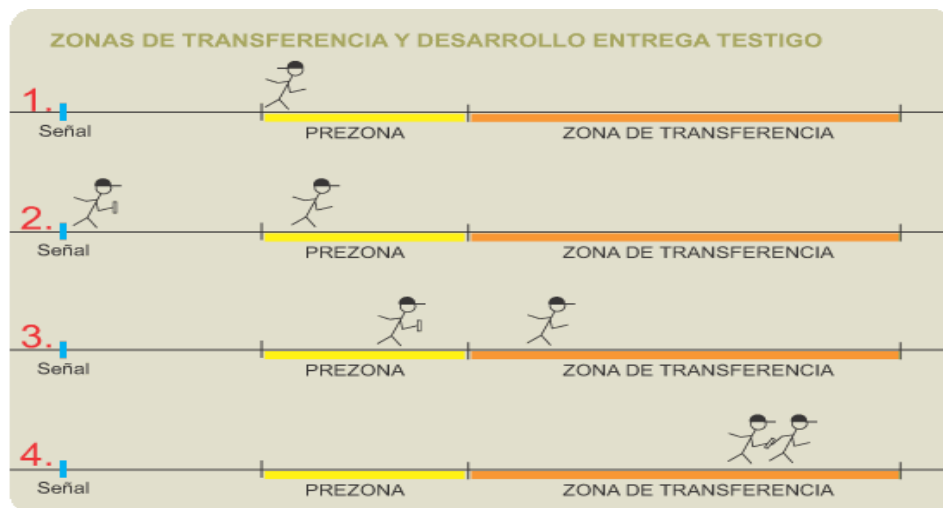 ZONAS DE TRANSFERENCIA Y DESARROLLO ENTREGA TESTIGO
1.
Señal PREZONA ZONA DE TRANSFERENCIA
2.
Señal PREZONA ZONA DE TRANSFERENCIA
3.
Señal PREZONA ZONA DE TRANSFERENCIA
4.
Señal PREZONA ZONA DE TRANSFERENCIA